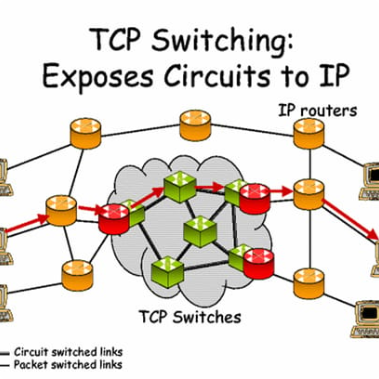 TCP Switching:
Exposes Circuits to IP
IP routers
TCP Switches
Circuit switched links
Packet switched links